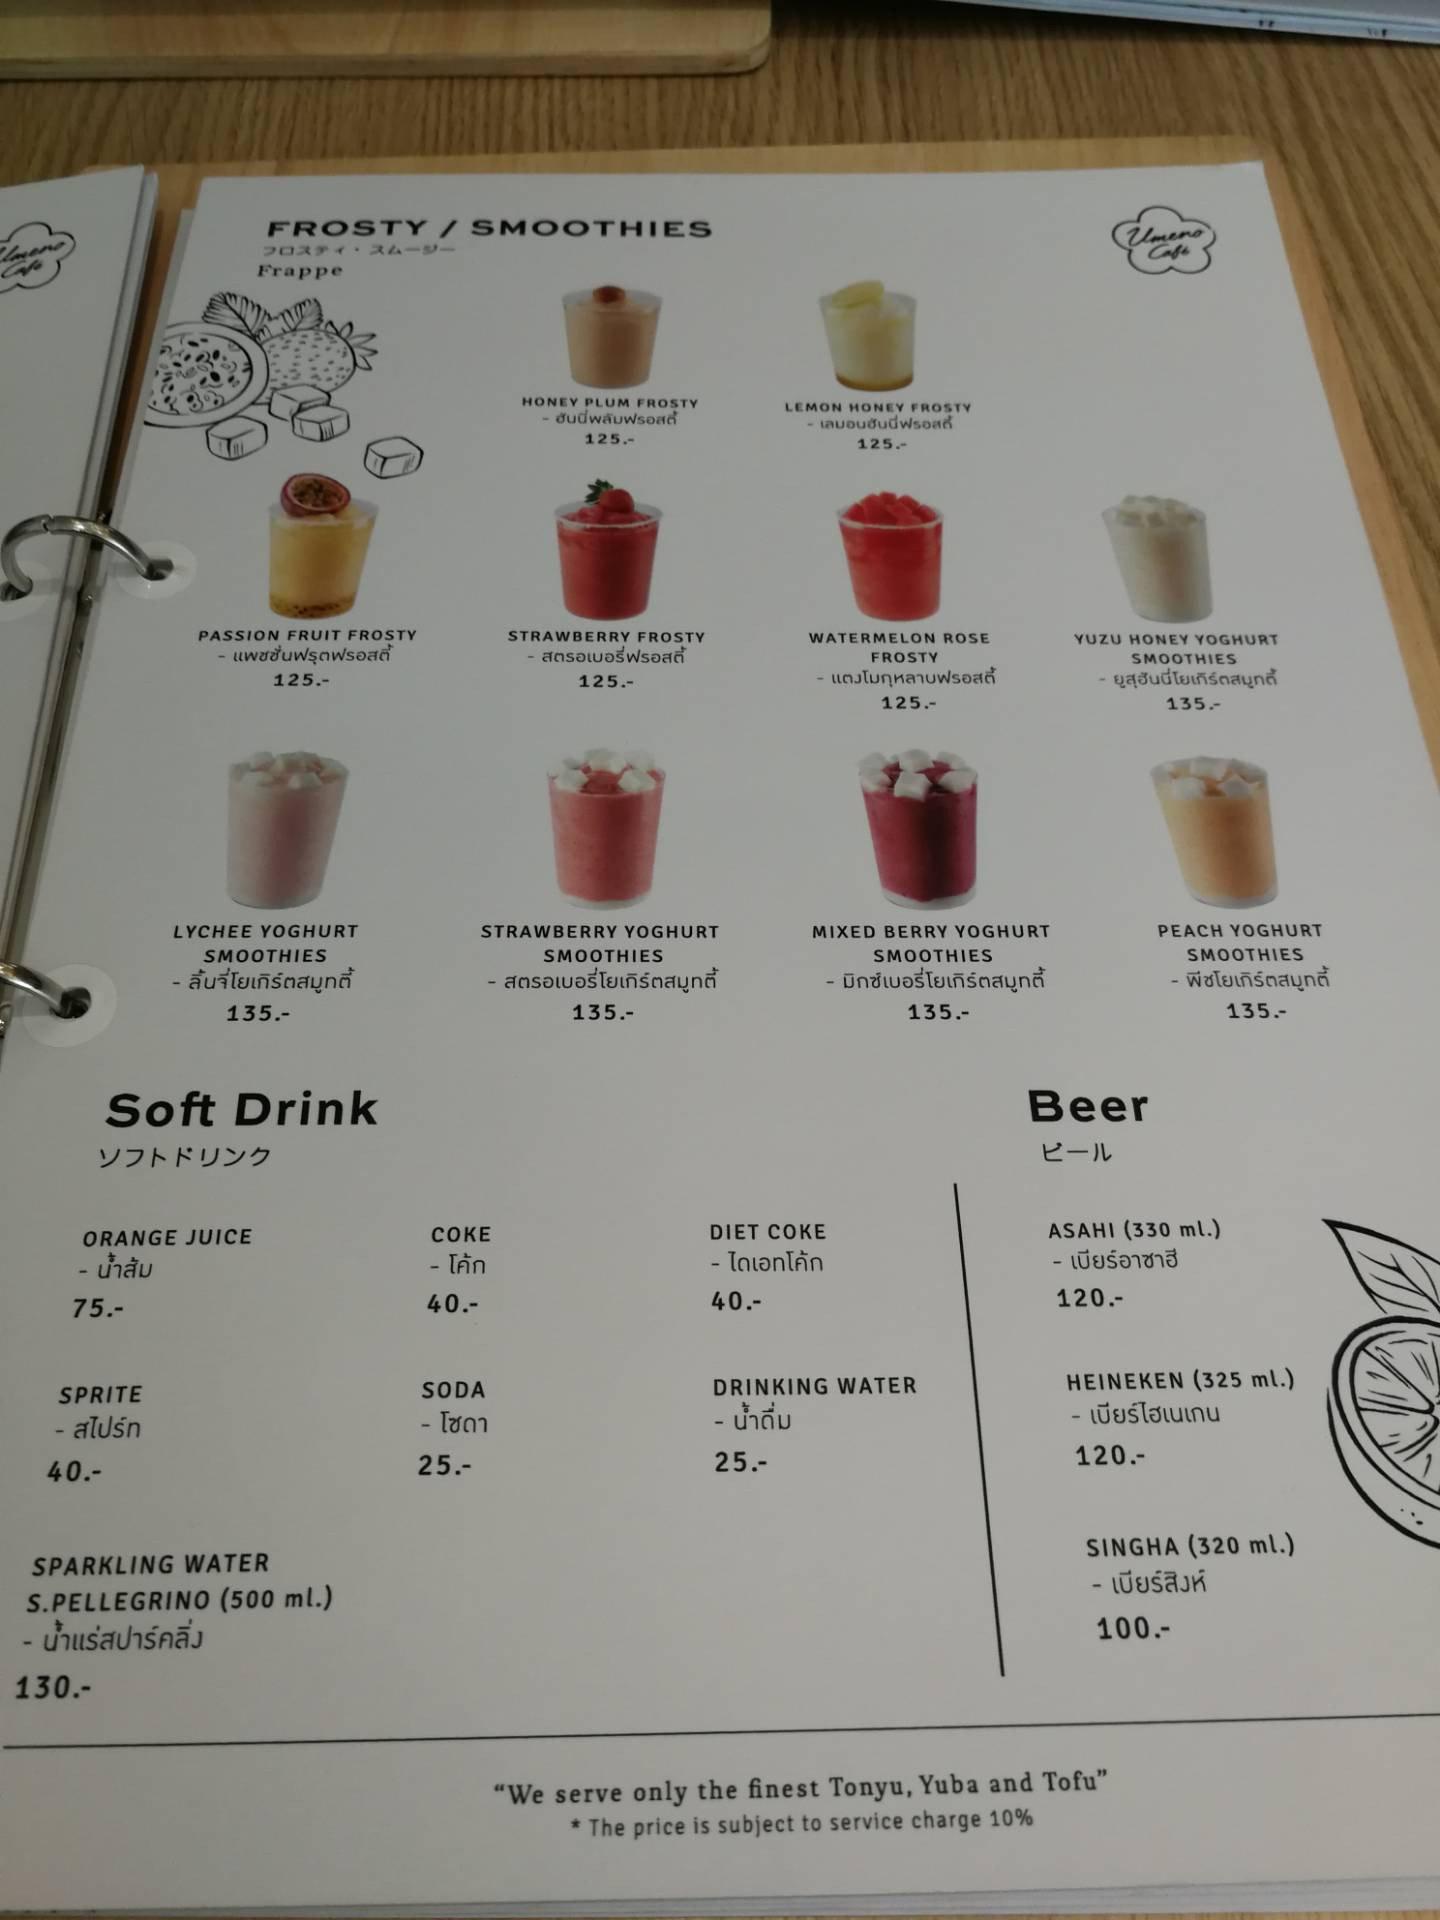 FROSTY / SMOOTHIES
フロスティ・スムージー
Frappe
Umeno
Café
Umeno
Café
HONEY PLUM FROSTY
- ฮันนี่พลัมฟรอสตี้
125.-
LEMON HONEY FROSTY
- เลมอนฮันนี่ฟรอสตี้
125.-
PASSION FRUIT FROSTY
- แพชชั่นฟรุตฟรอสตี้
125.-
STRAWBERRY FROSTY
- สตรอเบอรี่ฟรอสตี้
125.-
WATERMELON ROSE
FROSTY
- แตงโมกุหลาบฟรอสตี้
125.-
YUZU HONEY YOGHURT
SMOOTHIES
- ยูสุฮันนี่โยเกิร์ตสมูทตี้
135.-
LYCHEE YOGHURT
SMOOTHIES
- ลิ้นจี่โยเกิร์ตสมูทตี้
135.-
STRAWBERRY YOGHURT
SMOOTHIES
- สตรอเบอรี่โยเกิร์ตสมูทตี้
135.-
MIXED BERRY YOGHURT
SMOOTHIES
- มิกซ์เบอรี่โยเกิร์ตสมูทตี้
135.-
PEACH YOGHURT
SMOOTHIES
- พีชโยเกิร์ตสมูทตี้
135.-
Soft Drink
ソフトドリンク
ORANGE JUICE
- น้ำส้ม
75.-
COKE
- โค้ก
40.-
DIET COKE
- ไดเอทโค้ก
40.-
SPRITE
- สไปร์ท
40.-
SODA
- โซดา
25.-
DRINKING WATER
- น้ำดื่ม
25.-
SPARKLING WATER
S.PELLEGRINO (500 ml.)
- น้ำแร่สปาร์คลิ่ง
130.-
Beer
ビール
ASAHI (330 ml.)
- เบียร์อาซาฮี
120.-
HEINEKEN (325 ml.)
- เบียร์ไฮเนเกน
120.-
SINGHA (320 ml.)
- เบียร์สิงห์
100.-
“We serve only the finest Tonyu, Yuba and Tofu”
* The price is subject to service charge 10%